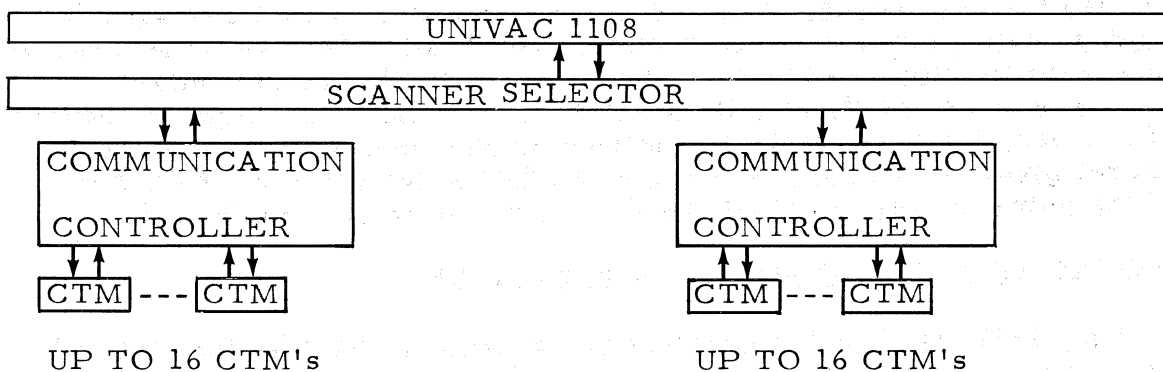 UNIVAC 1108
SCANNER SELECTOR
COMMUNICATION
CONTROLLER
COMMUNICATION
CONTROLLER
CTM --- CTM
CTM --- CTM
UP TO 16 CTM's
UP TO 16 CTM's